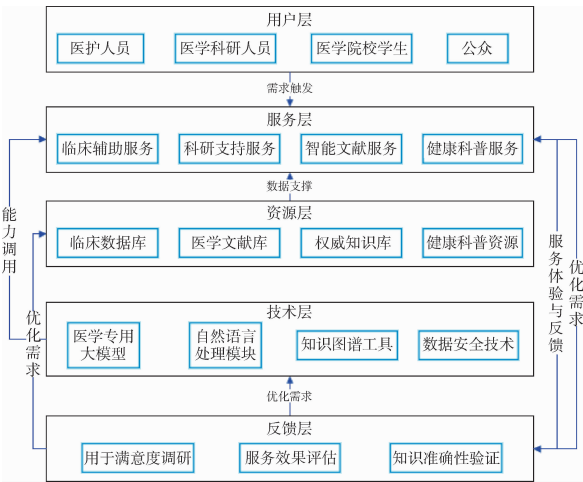 用户层
医护人员
医学科研人员
医学院校学生
公众
需求触发
服务层
临床辅助服务
科研支持服务
智能文献服务
健康科普服务
数据支撑
资源层
临床数据库
医学文献库
权威知识库
健康科普资源
能力调用
优化需求
服务体验与反馈
优化需求
技术层
医学专用
大模型
自然语言
处理模块
知识图谱工具
数据安全技术
优化需求
反馈层
用于满意度调研
服务效果评估
知识准确性验证